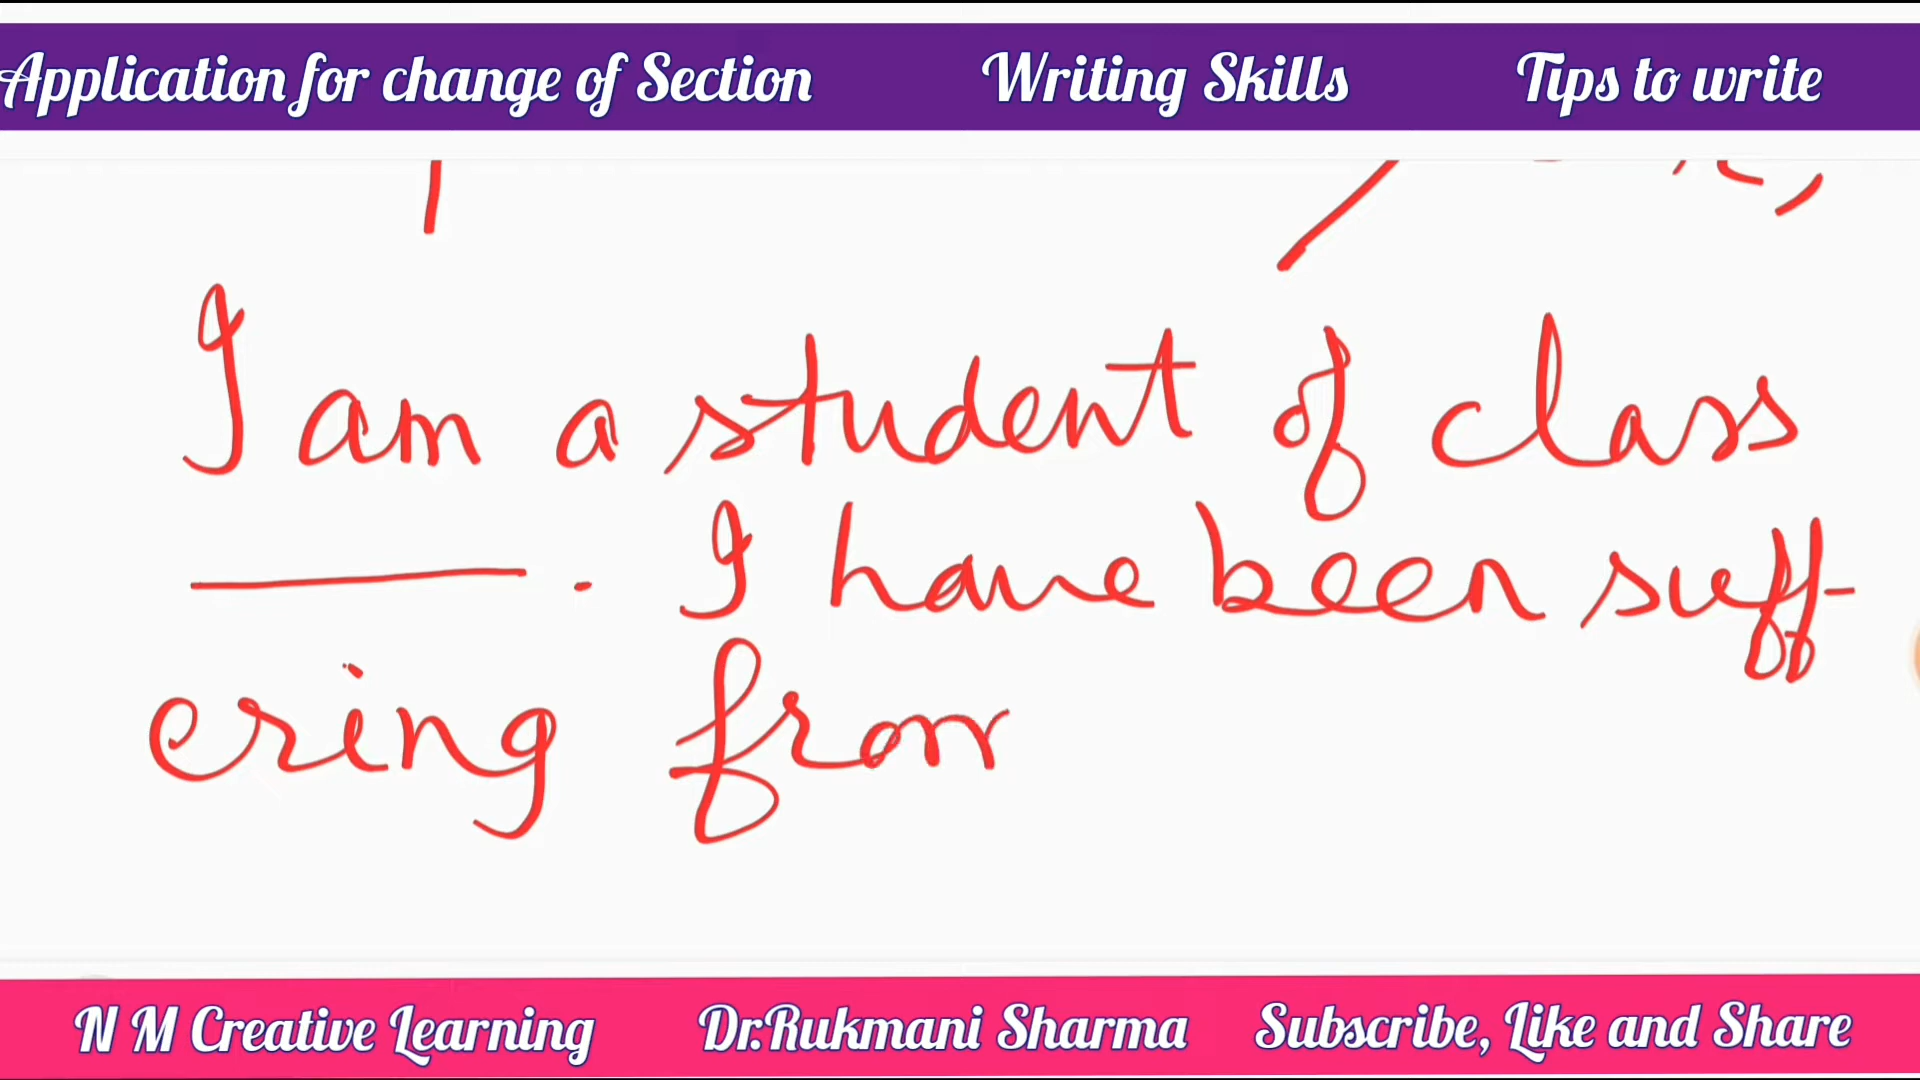 Application for change of Section Writing Skills Tips to write
I am a student of class
———. I have been suff-
ering from
N M Creative Learning Dr.Rukmani Sharma Subscribe, Like and Share